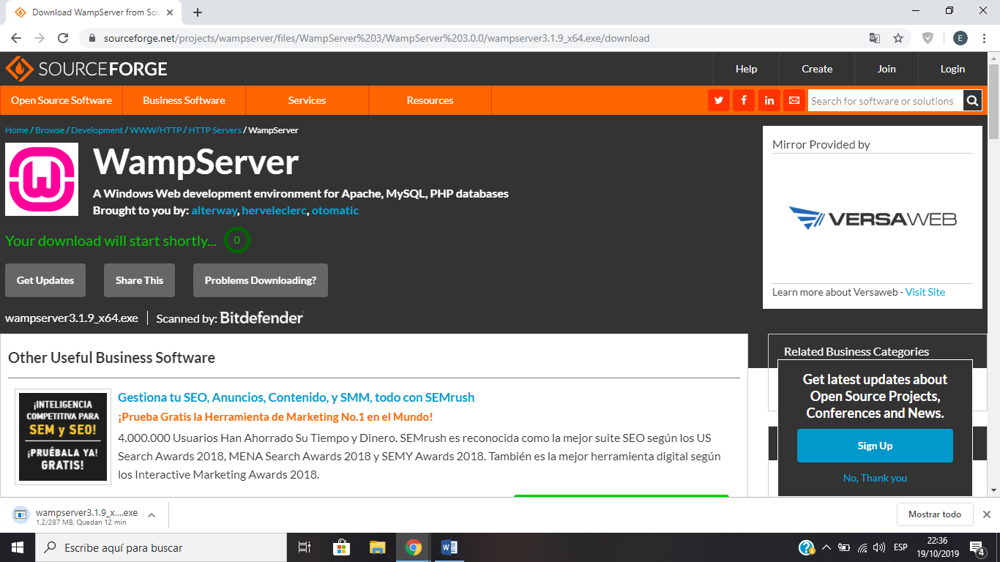 Download WampServer from Sou
sourceforge.net/projects/wampserver/files/WampServer%203/WampServer%203.0.0/wampserver3.1.9_x64.exe/download
E
SOURCEFORGE
Help
Create
Join
Login
Open Source Software
Business Software
Services
Resources
Search for software or solutions
Home / Browse / Development / WWW/HTTP / HTTP Servers / WampServer
WampServer
A Windows Web development environment for Apache, MySQL, PHP databases
Brought to you by: alterway, herveleclerc, otomatic
Your download will start shortly... 0
Get Updates
Share This
Problems Downloading?
wampserver3.1.9_x64.exe
Scanned by: Bitdefender
Mirror Provided by
VERSAWEB
Learn more about Versaweb - Visit Site
Other Useful Business Software
¡INTELIGENCIA
COMPETITIVA PARA
SEM y SEO!
¡PRUÉBALA YA!
GRATIS!
Gestiona tu SEO, Anuncios, Contenido, y SMM, todo con SEMrush
¡Prueba Gratis la Herramienta de Marketing No.1 en el Mundo!
4.000.000 Usuarios Han Ahorrado Su Tiempo y Dinero. SEMrush es reconocida como la mejor suite SEO según los US
Search Awards 2018, MENA Search Awards 2018 y SEMY Awards 2018. También es la mejor herramienta digital según
los Interactive Marketing Awards 2018.
Related Business Categories
Get latest updates about
Open Source Projects,
Conferences and News.
Sign Up
No, Thank you
wampserver3.1.9_x....exe
1,2/287 MB, Quedan 12 min
Mostrar todo
Escribe aquí para buscar
ESP
22:36
19/10/2019
4